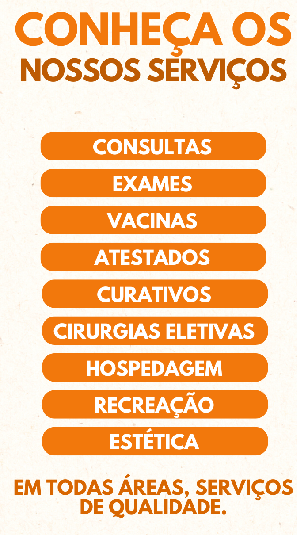 CONHEÇA OS
NOSSOS SERVIÇOS
CONSULTAS
EXAMES
VACINAS
ATESTADOS
CURATIVOS
CIRURGIAS ELETIVAS
HOSPEDAGEM
RECREAÇÃO
ESTÉTICA
EM TODAS ÁREAS, SERVIÇOS
DE QUALIDADE.